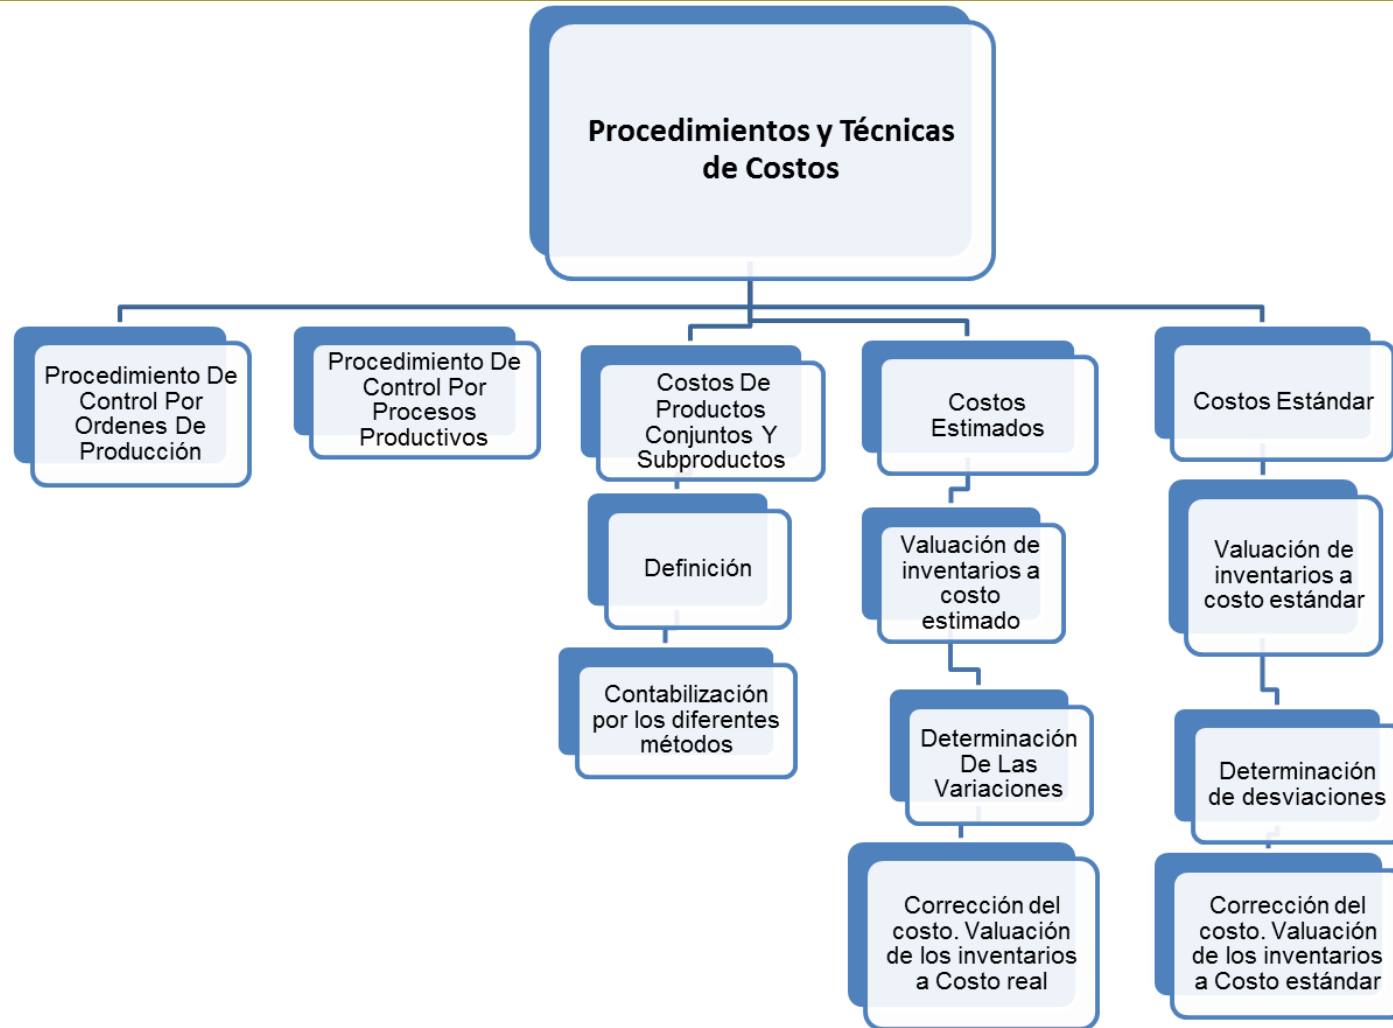 Procedimientos y Técnicas
de Costos
Procedimiento De
Control Por
Ordenes De
Producción
Procedimiento De
Control Por
Procesos
Productivos
Costos De
Productos
Conjuntos Y
Subproductos
Costos
Estimados
Costos Estándar
Definición
Valuación de
inventarios a
costo
estimado
Valuación de
inventarios a
costo estándar
Contabilización
por los diferentes
métodos
Determinación
De Las
Variaciones
Determinación
de desviaciones
Corrección del
costo. Valuación
de los inventarios
a Costo real
Corrección del
costo. Valuación
de los inventarios
a Costo estándar